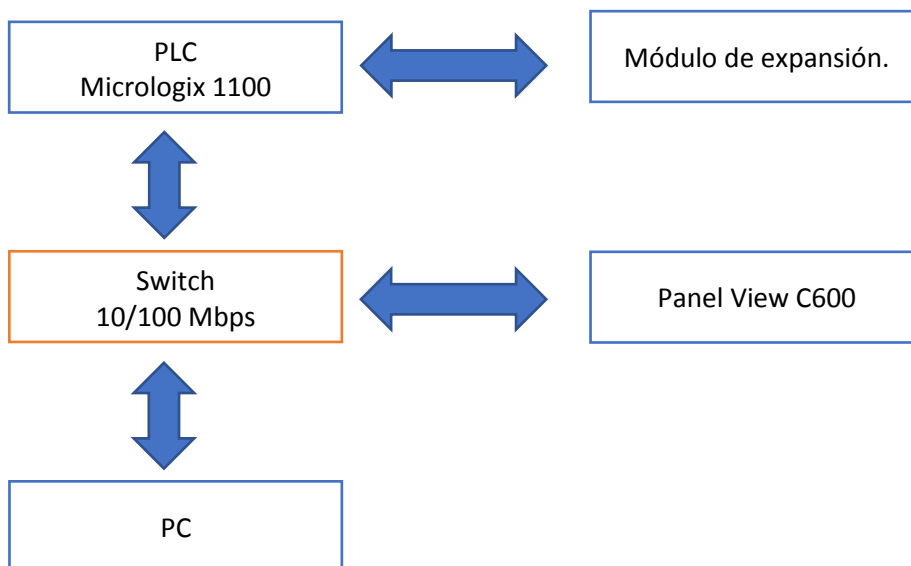 PLC
Micrologix 1100
Módulo de expansión.
Switch
10/100 Mbps
Panel View C600
PC